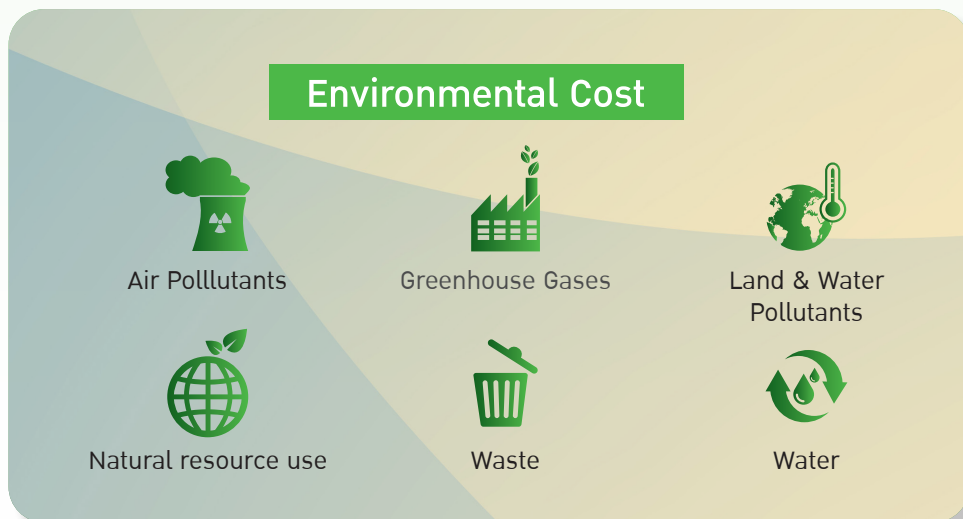 Environmental Cost
Air Polllutants
Greenhouse Gases
Land & Water
Pollutants
Natural resource use
Waste
Water